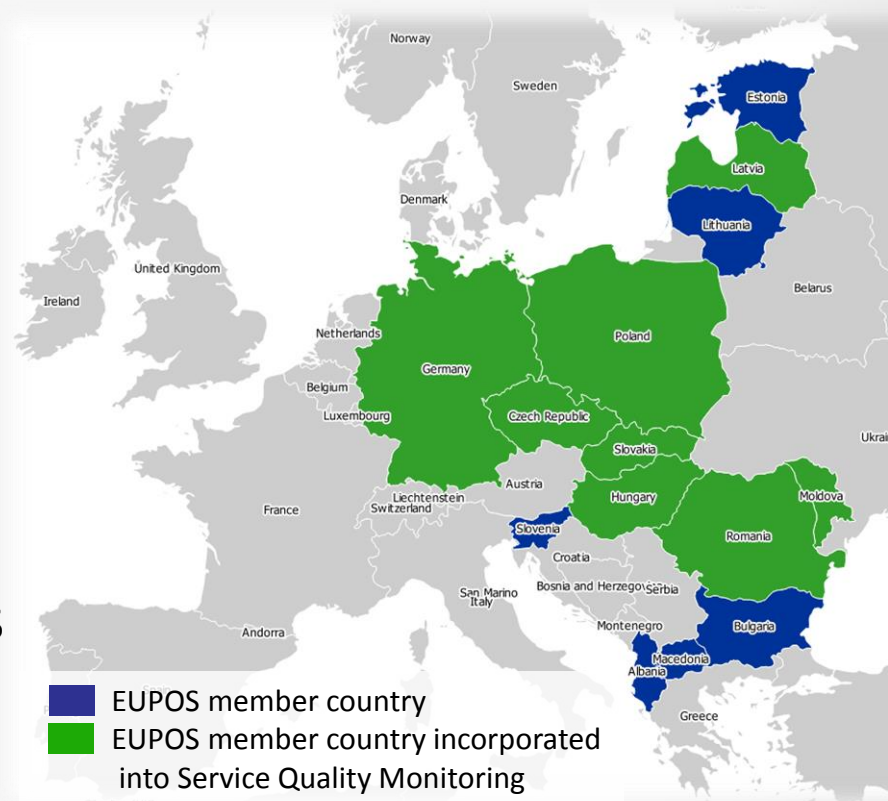 Norway
Sweden
Estonia
Latvia
Denmark
Lithuania
United Kingdom
Ireland
Belarus
Netherlands
Poland
Germany
Belgium
Luxembourg
Czech Republic
Ukrai
Slovakia
Austria
Liechtenstein
Switzerland
Hungary
Moldova
France
Slovenia
Romania
Croatia
Bosnia and Herzegov
Serbia
San Marino
Italy
Montenegro
Bulgaria
Andorra
Macedonia
Albania
Greece
S
EUPOS member country
EUPOS member country incorporated
into Service Quality Monitoring